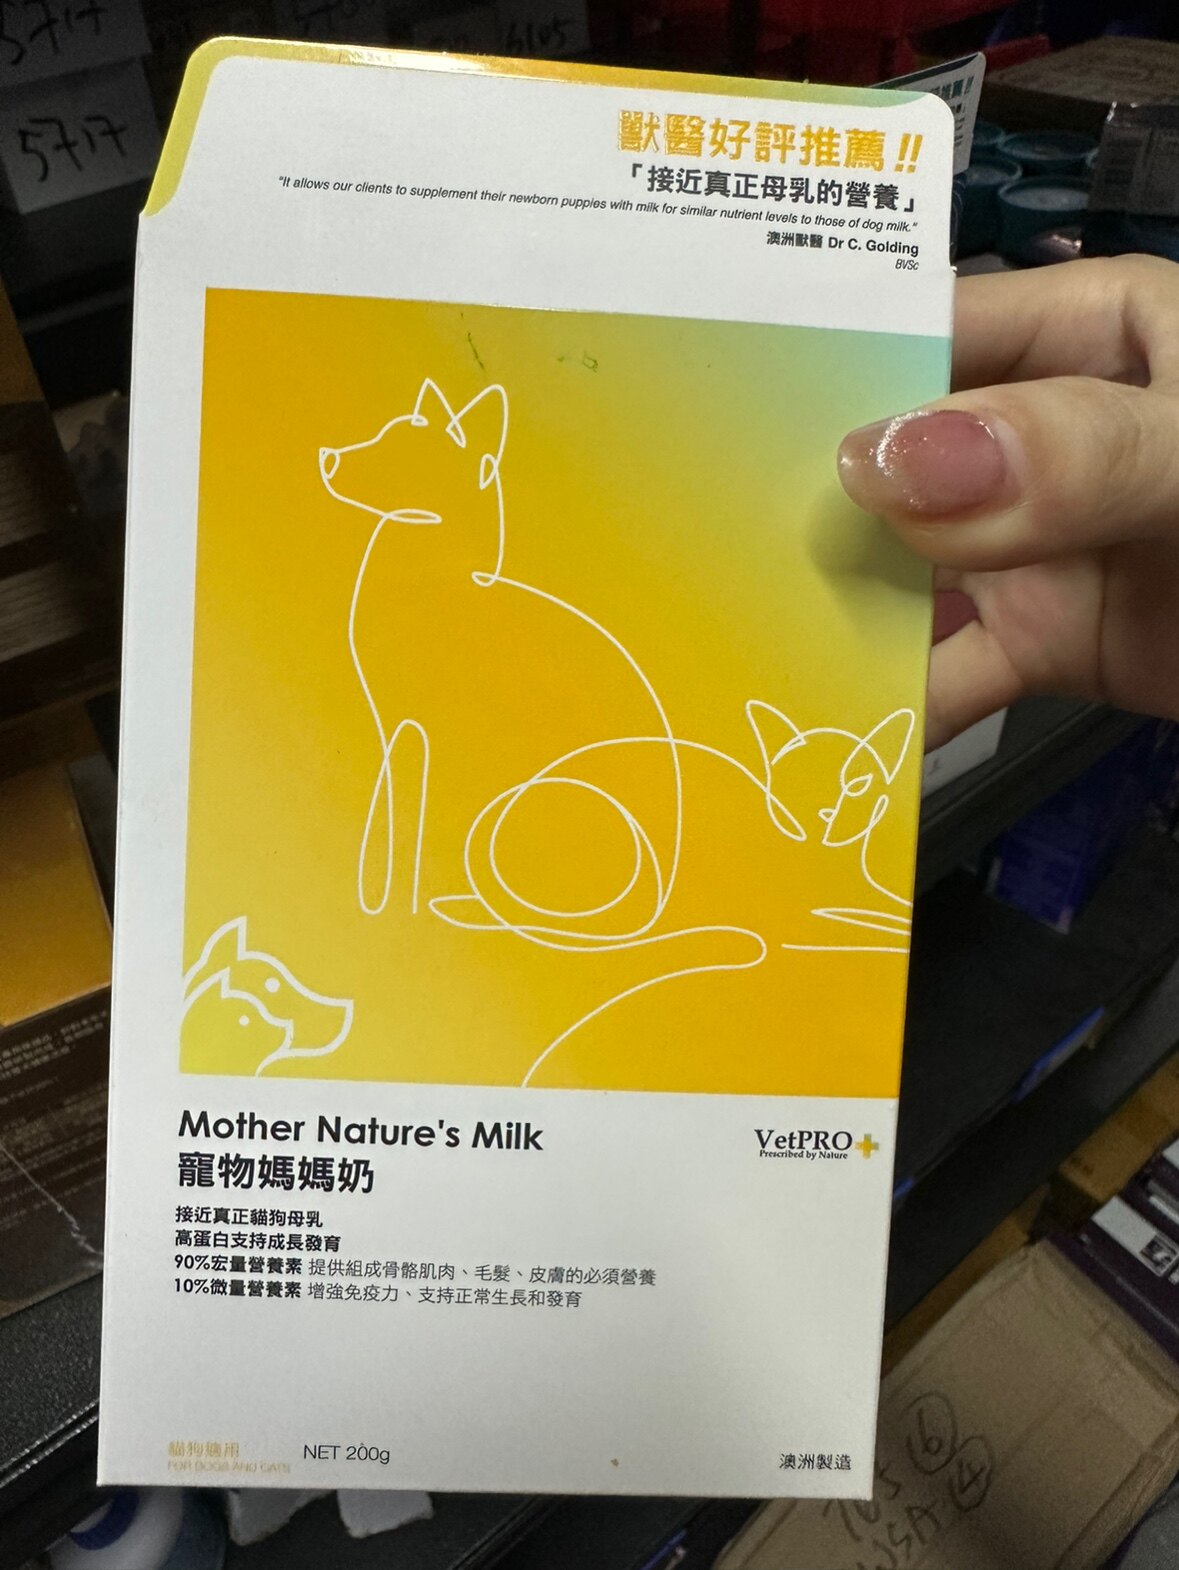 5717
6105
5717
獸醫好評推薦!!
「接近真正母乳的營養」
"It allows our clients to supplement their newborn puppies with milk for similar nutrient levels to those of dog milk."
澳洲獸醫 Dr C. Golding
BVSc
Mother Nature's Milk
寵物媽媽奶
VetPRO
Prescribed by Nature
接近真正貓狗母乳
高蛋白支持成長發育
90%宏量營養素 提供組成骨骼肌肉、毛髮、皮膚的必須營養
10%微量營養素 增強免疫力、支持正常生長和發育
貓狗適用
FOR DOGS AND CATS
NET 200g
澳洲製造